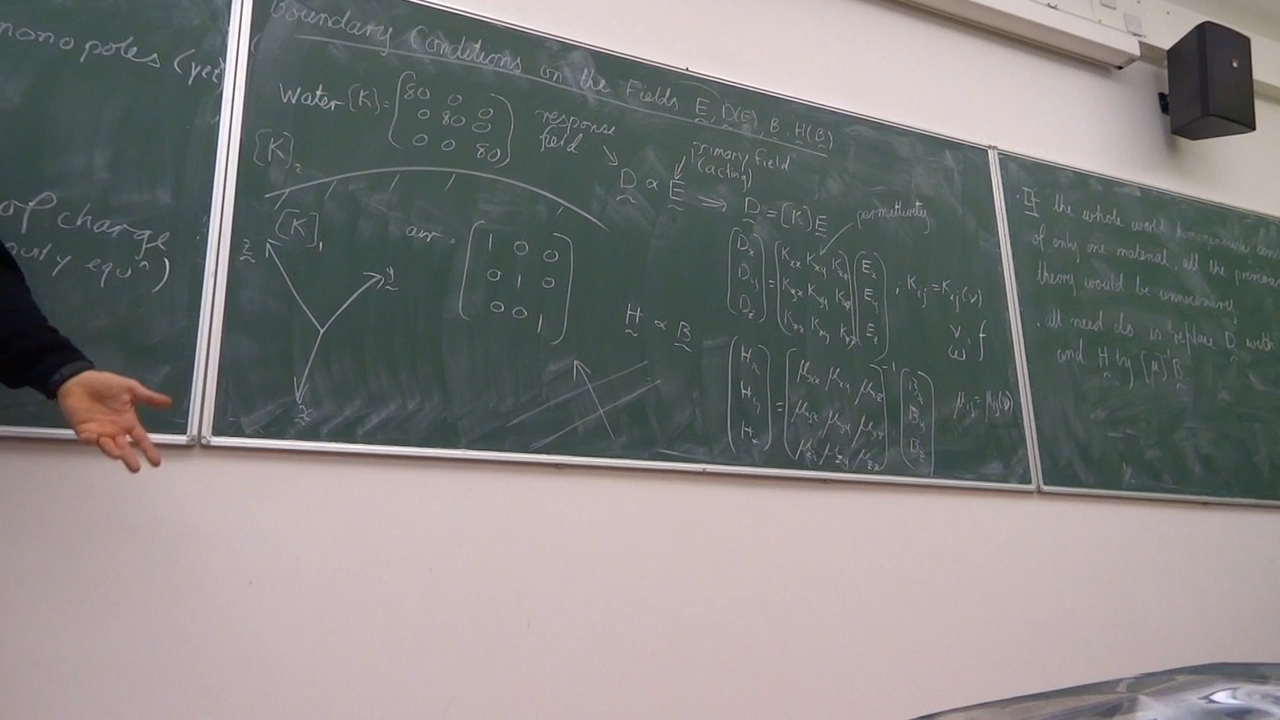 monopoles (yet)
of charge
Boundary Conditions on the Fields E, D(E), B, H(B)
Water [K] = (80 0 0
0 80 0
0 0 80)
response field
primary field (acting)
D ∝ E ⇒ D = [K]E
permittivity
[K]2
[K]1
air = (1 0 0
0 1 0
0 0 1)
z
y
x
(Dx Dy Dz) = (Kxx Kxy Kxz
Kyx Kyy Kyz
Kzx Kzy Kzz) (Ex Ey Ez), Kij = Kij(ν)
ν
ω f
H ∝ B
(Hx Hy Hz) = (μxx μxy μxz
μyx μyy μyz
μzx μzy μzz)⁻¹ (Bx By Bz)
μij = μij(ν)
· If the whole world homogeneous
of only one material, all the previous
theory would be unnecessary
. all need do is replace D with
and H by [μ]⁻¹B